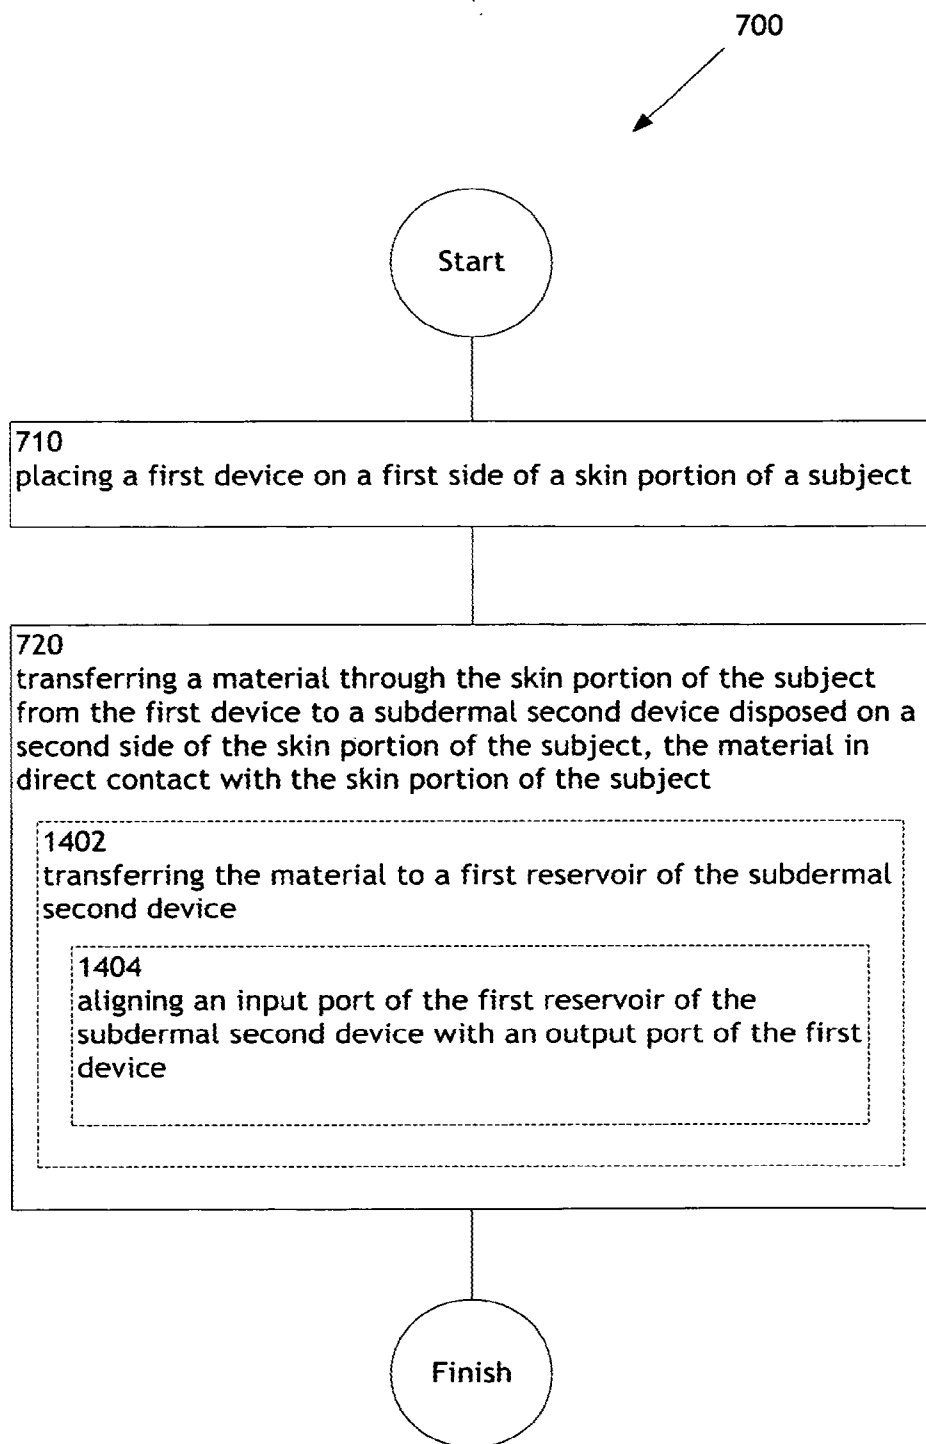 700
Start
710
placing a first device on a first side of a skin portion of a subject
720
transferring a material through the skin portion of the subject
from the first device to a subdermal second device disposed on a
second side of the skin portion of the subject, the material in
direct contact with the skin portion of the subject
1402
transferring the material to a first reservoir of the subdermal
second device
1404
aligning an input port of the first reservoir of the
subdermal second device with an output port of the first
device
Finish